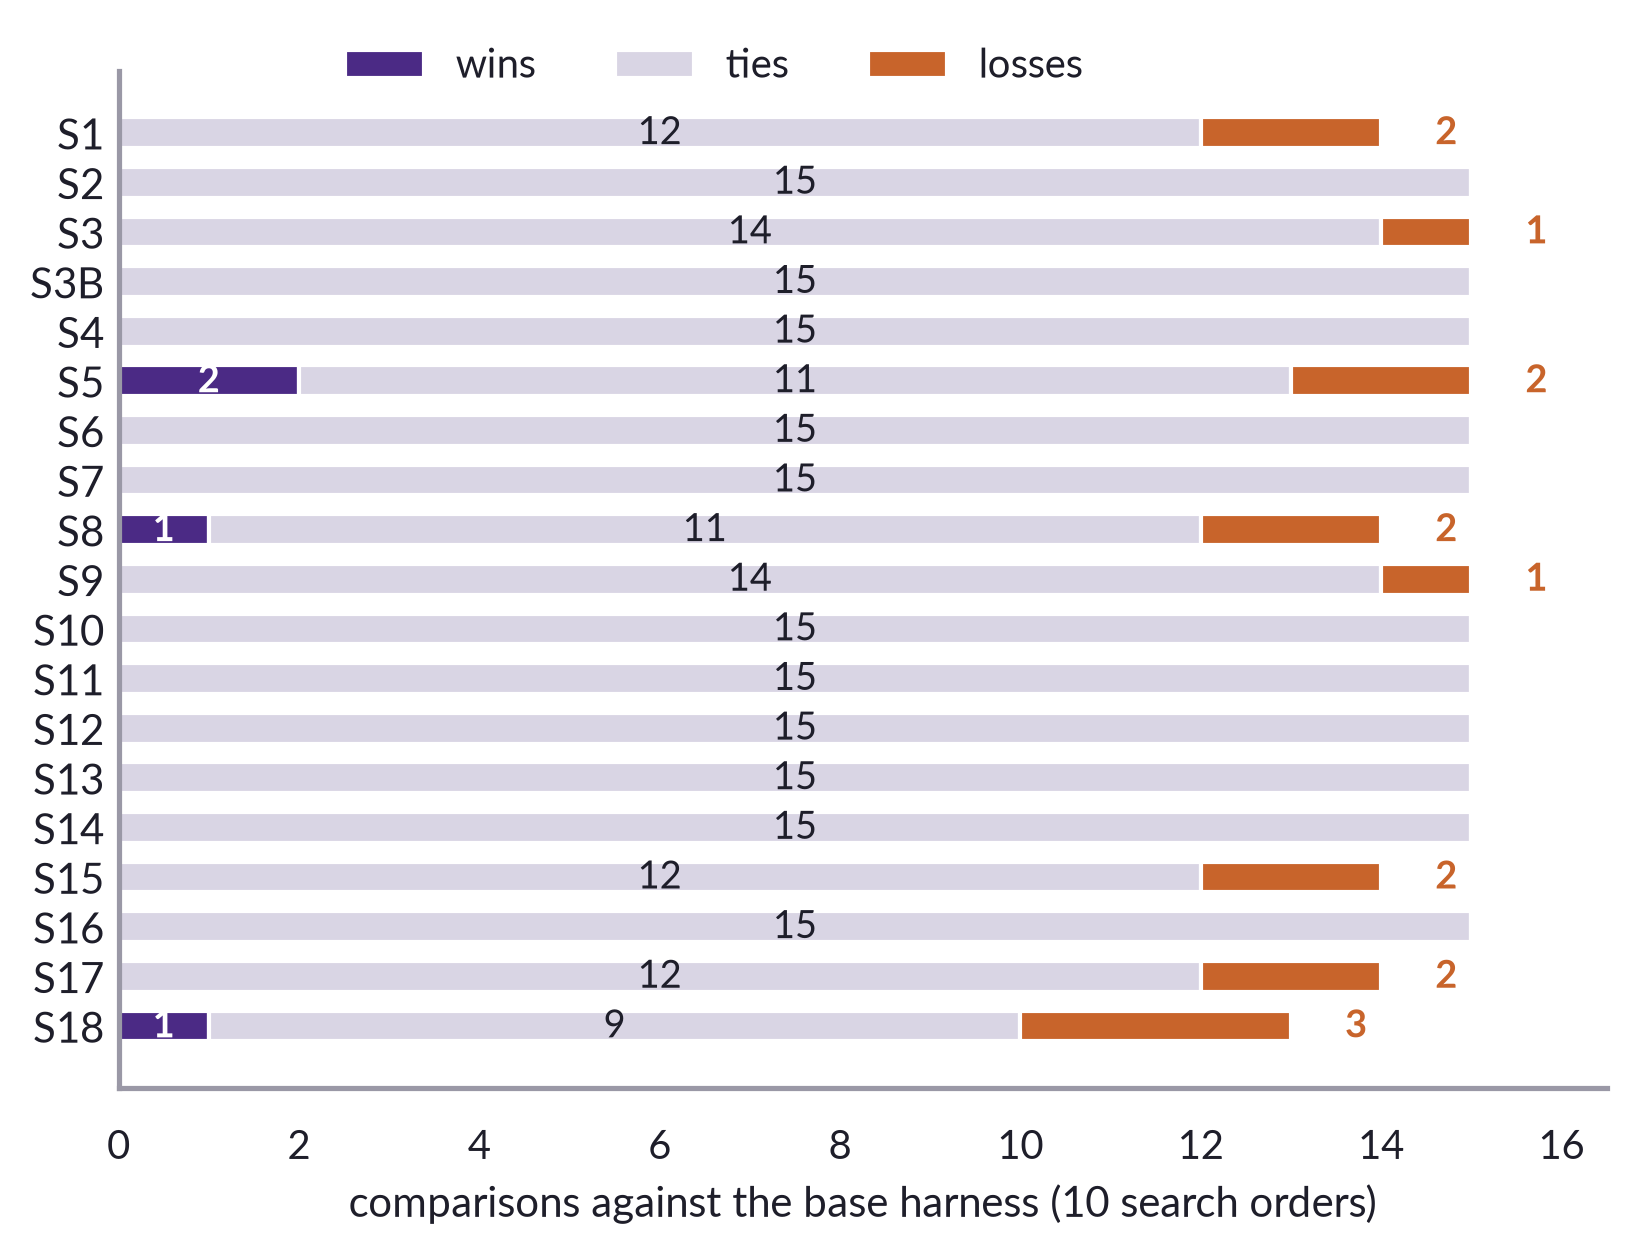 wins ties losses
S1 12 2
S2 15
S3 14 1
S3B 15
S4 15
S5 2 11 2
S6 15
S7 15
S8 1 11 2
S9 14 1
S10 15
S11 15
S12 15
S13 15
S14 15
S15 12 2
S16 15
S17 12 2
S18 1 9 3
0 2 4 6 8 10 12 14 16
comparisons against the base harness (10 search orders)